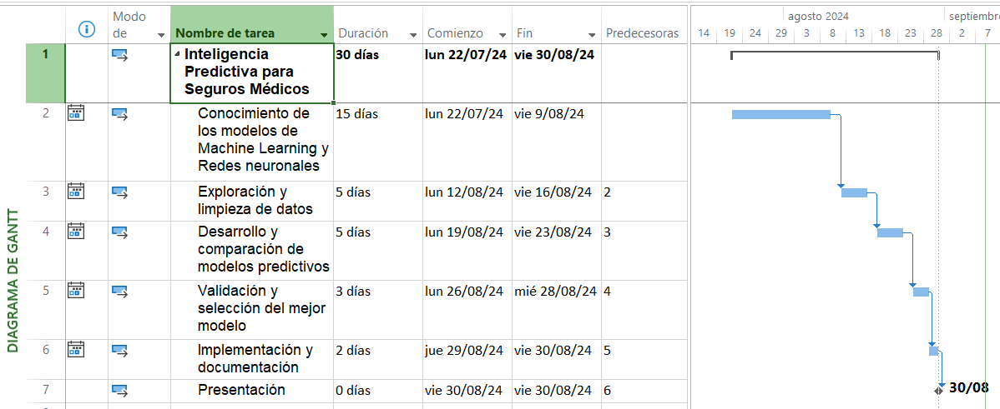 agosto 2024 septiembre
Modo de Nombre de tarea Duración Comienzo Fin Predecesoras 14 19 24 29 3 8 13 18 23 28 2 7
DIAGRAMA DE GANTT
1 Inteligencia Predictiva para Seguros Médicos 30 días lun 22/07/24 vie 30/08/24
2 Conocimiento de los modelos de Machine Learning y Redes neuronales 15 días lun 22/07/24 vie 9/08/24
3 Exploración y limpieza de datos 5 días lun 12/08/24 vie 16/08/24 2
4 Desarrollo y comparación de modelos predictivos 5 días lun 19/08/24 vie 23/08/24 3
5 Validación y selección del mejor modelo 3 días lun 26/08/24 mié 28/08/24 4
6 Implementación y documentación 2 días jue 29/08/24 vie 30/08/24 5
7 Presentación 0 días vie 30/08/24 vie 30/08/24 6 30/08